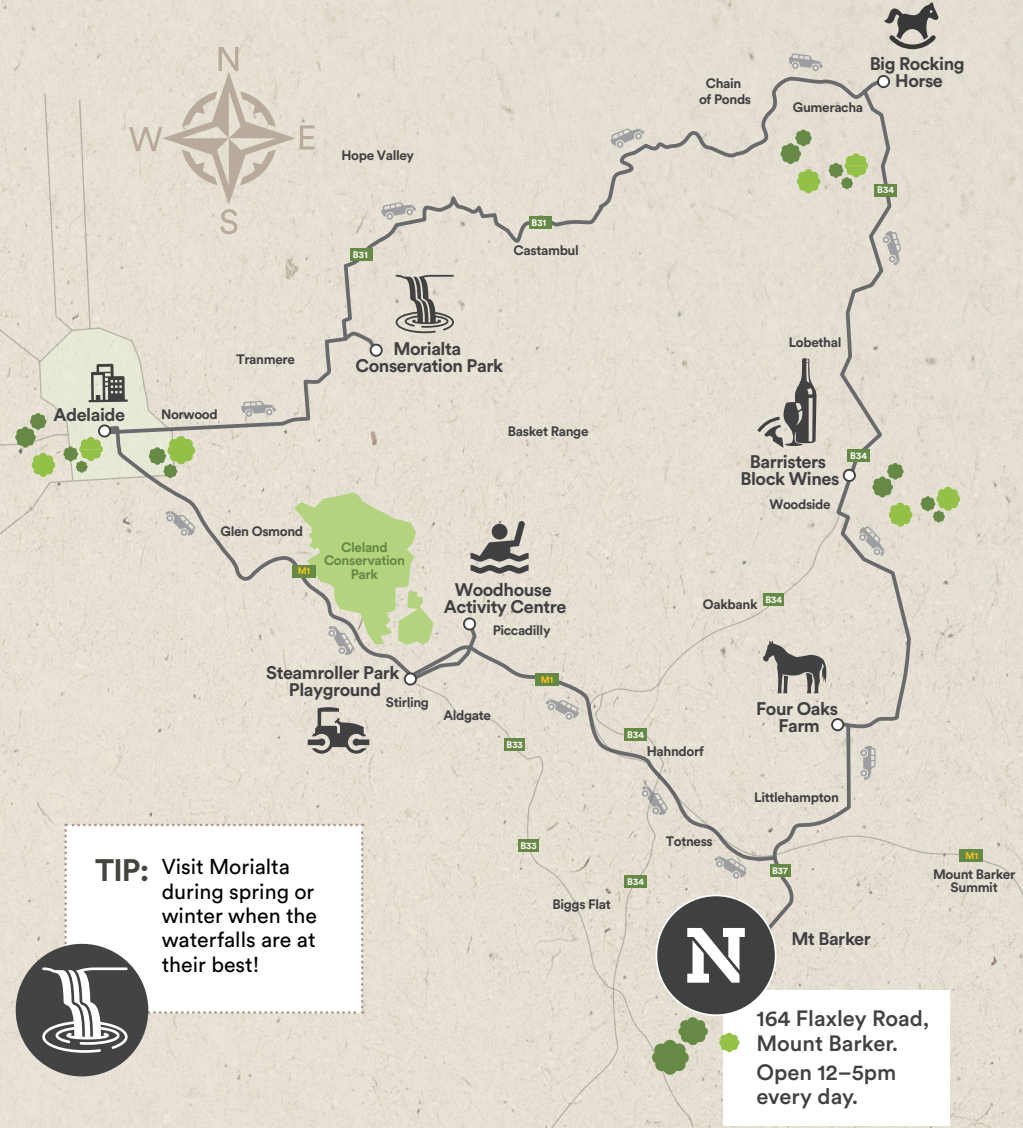 Big Rocking
Horse
N
Chain
of Ponds
Gumeracha
W
E
Hope Valley
B34
S
B31
Castambul
B31
Lobethal
Morialta
Conservation Park
Tranmere
Adelaide
Norwood
Basket Range
B34
Barristers
Block Wines
Woodside
Glen Osmond
Cleland
Conservation
Park
M1
Woodhouse
Activity Centre
Piccadilly
Oakbank
B34
Steamroller Park
Playground
Stirling
M1
Aldgate
Four Oaks
Farm
B33
B34
Hahndorf
Littlehampton
Totness
B33
M1
Mount Barker
Summit
B37
B34
Biggs Flat
Mt Barker
N
TIP:
Visit Morialta
during spring or
winter when the
waterfalls are at
their best!
164 Flaxley Road,
Mount Barker.
Open 12–5pm
every day.